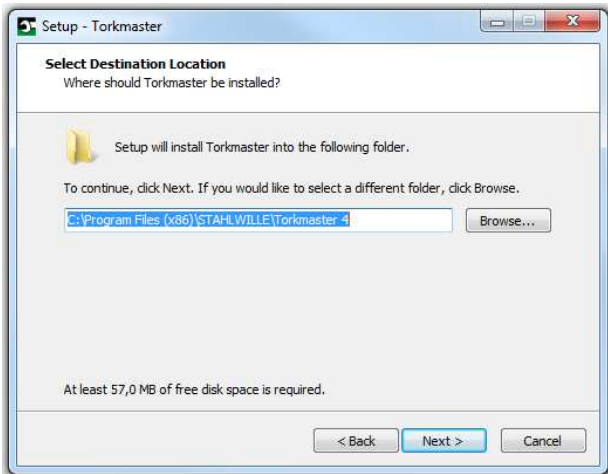 Setup - Torkmaster
Select Destination Location
Where should Torkmaster be installed?
Setup will install Torkmaster into the following folder.
To continue, click Next. If you would like to select a different folder, click Browse.
C:\Program Files (x86)\STAHLWILLE\Torkmaster 4
Browse...
At least 57,0 MB of free disk space is required.
< Back
Next >
Cancel